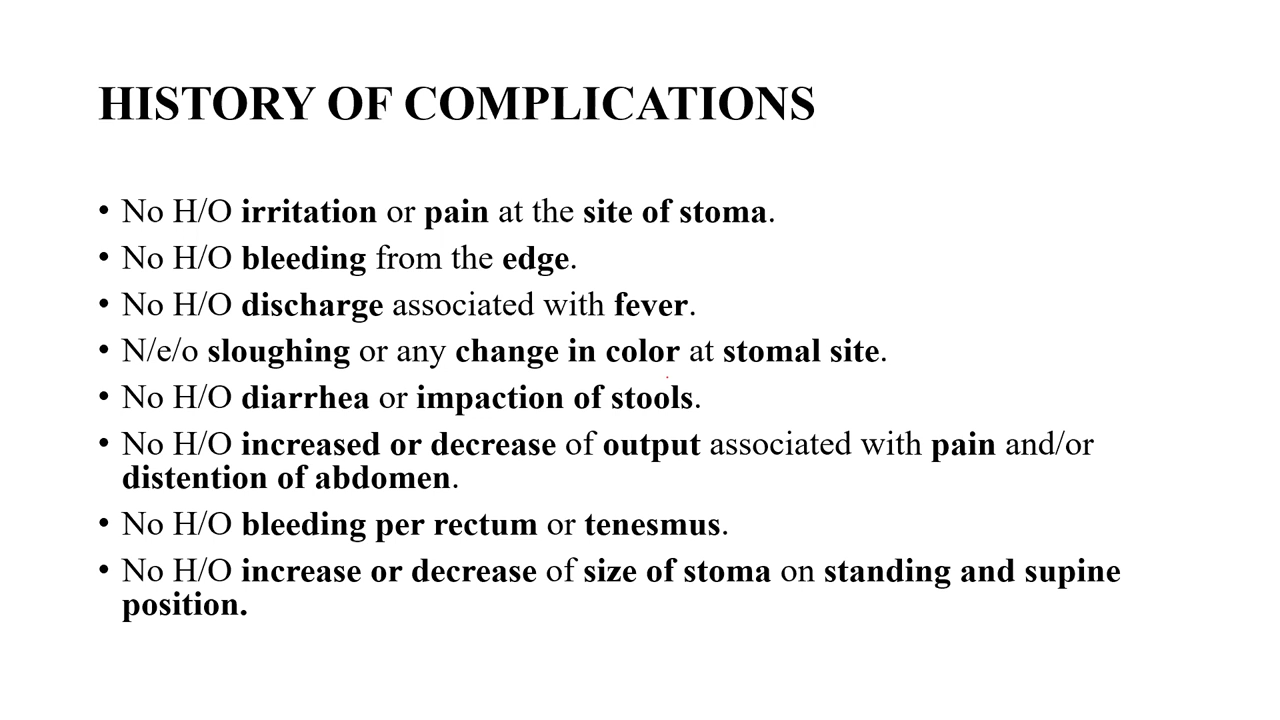 HISTORY OF COMPLICATIONS
• No H/O irritation or pain at the site of stoma.
• No H/O bleeding from the edge.
• No H/O discharge associated with fever.
• N/e/o sloughing or any change in color at stomal site.
• No H/O diarrhea or impaction of stools.
• No H/O increased or decrease of output associated with pain and/or
distention of abdomen.
• No H/O bleeding per rectum or tenesmus.
• No H/O increase or decrease of size of stoma on standing and supine
position.